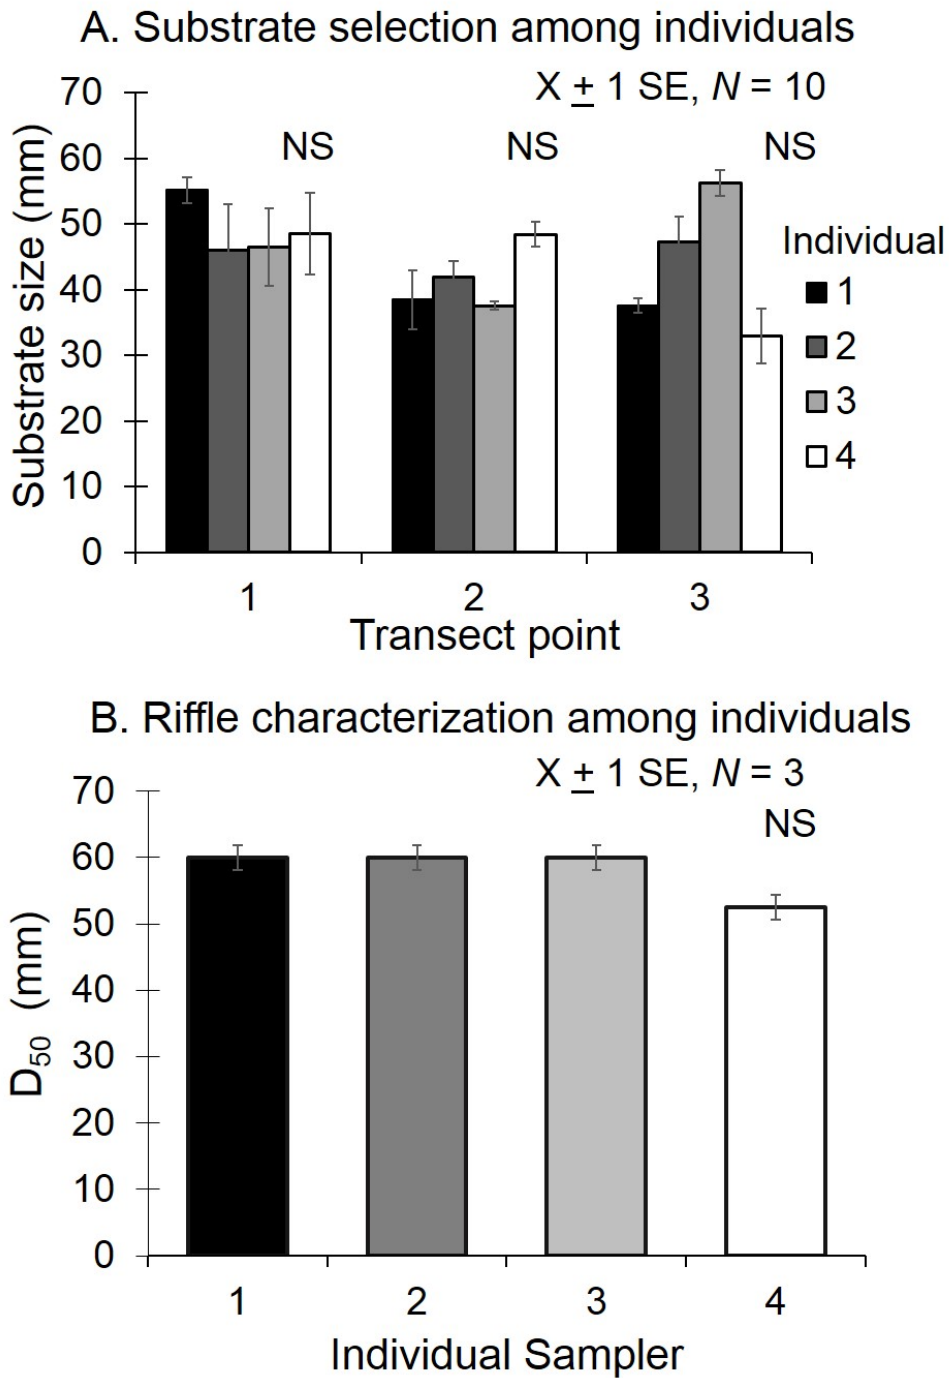 A. Substrate selection among individuals
X ± 1 SE, N = 10
70
60
50
40
30
20
10
0
Substrate size (mm)
NS
NS
NS
Individual
1
2
3
4
1
2
3
Transect point
B. Riffle characterization among individuals
X ± 1 SE, N = 3
NS
70
60
50
40
30
20
10
0
D₅₀ (mm)
1
2
3
4
Individual Sampler